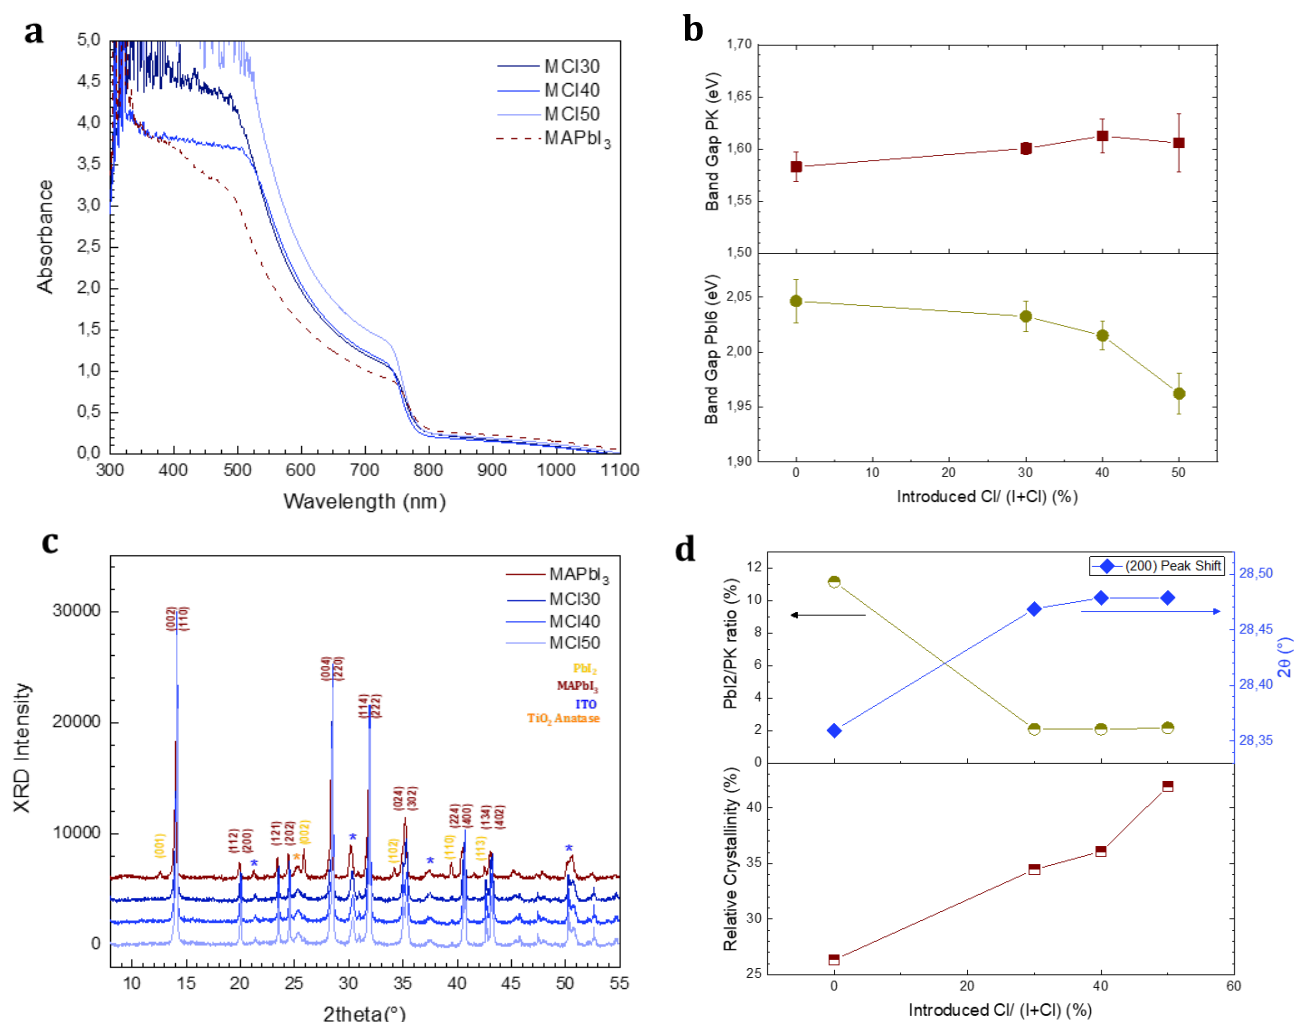 a
5,0
4,5
4,0
3,5
3,0
2,5
2,0
1,5
1,0
0,5
0,0
300 400 500 600 700 800 900 1000 1100
Absorbance
Wavelength (nm)
MCl30
MCl40
MCl50
MAPbI3
b
1,70
1,65
1,60
1,55
1,50
Band Gap PK (eV)
2,05
2,00
1,95
1,90
Band Gap PbI6 (eV)
0 10 20 30 40 50
Introduced Cl/ (I+Cl) (%)
c
30000
20000
10000
0
XRD Intensity
10 15 20 25 30 35 40 45 50 55
2theta(°)
MAPbI3
MCl30
MCl40
MCl50
PbI2
MAPbI3
ITO
TiO2 Anatase
(001)
(002)
(110)
(112)
(200)
*
(121)
(202)
*
(002)
(004)
(220)
*
(114)
(222)
(102)
(024)
(302)
*
(110)
(224)
(400)
(113)
(134)
(402)
*
d
12
10
8
6
4
2
0
PbI2/PK ratio (%)
(200) Peak Shift
28,50
28,45
28,40
28,35
2θ (°)
40
35
30
25
Relative Crystallinity (%)
0 20 40 60
Introduced Cl/ (I+Cl) (%)